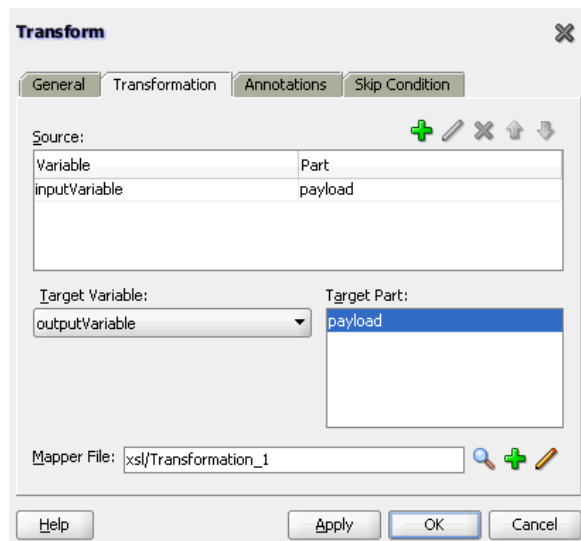 Transform
General Transformation Annotations Skip Condition
Source:
Variable Part
inputVariable payload
Target Variable: Target Part:
outputVariable payload
Mapper File: xsl/Transformation_1
Help Apply OK Cancel